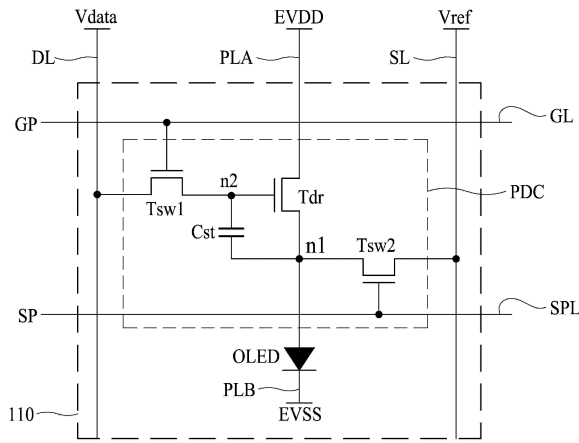 Vdata EVDD Vref
DL PLA SL
GP GL
n2 PDC
Tsw1 Tdr
Cst n1 Tsw2
SP SPL
OLED
PLB
110 EVSS